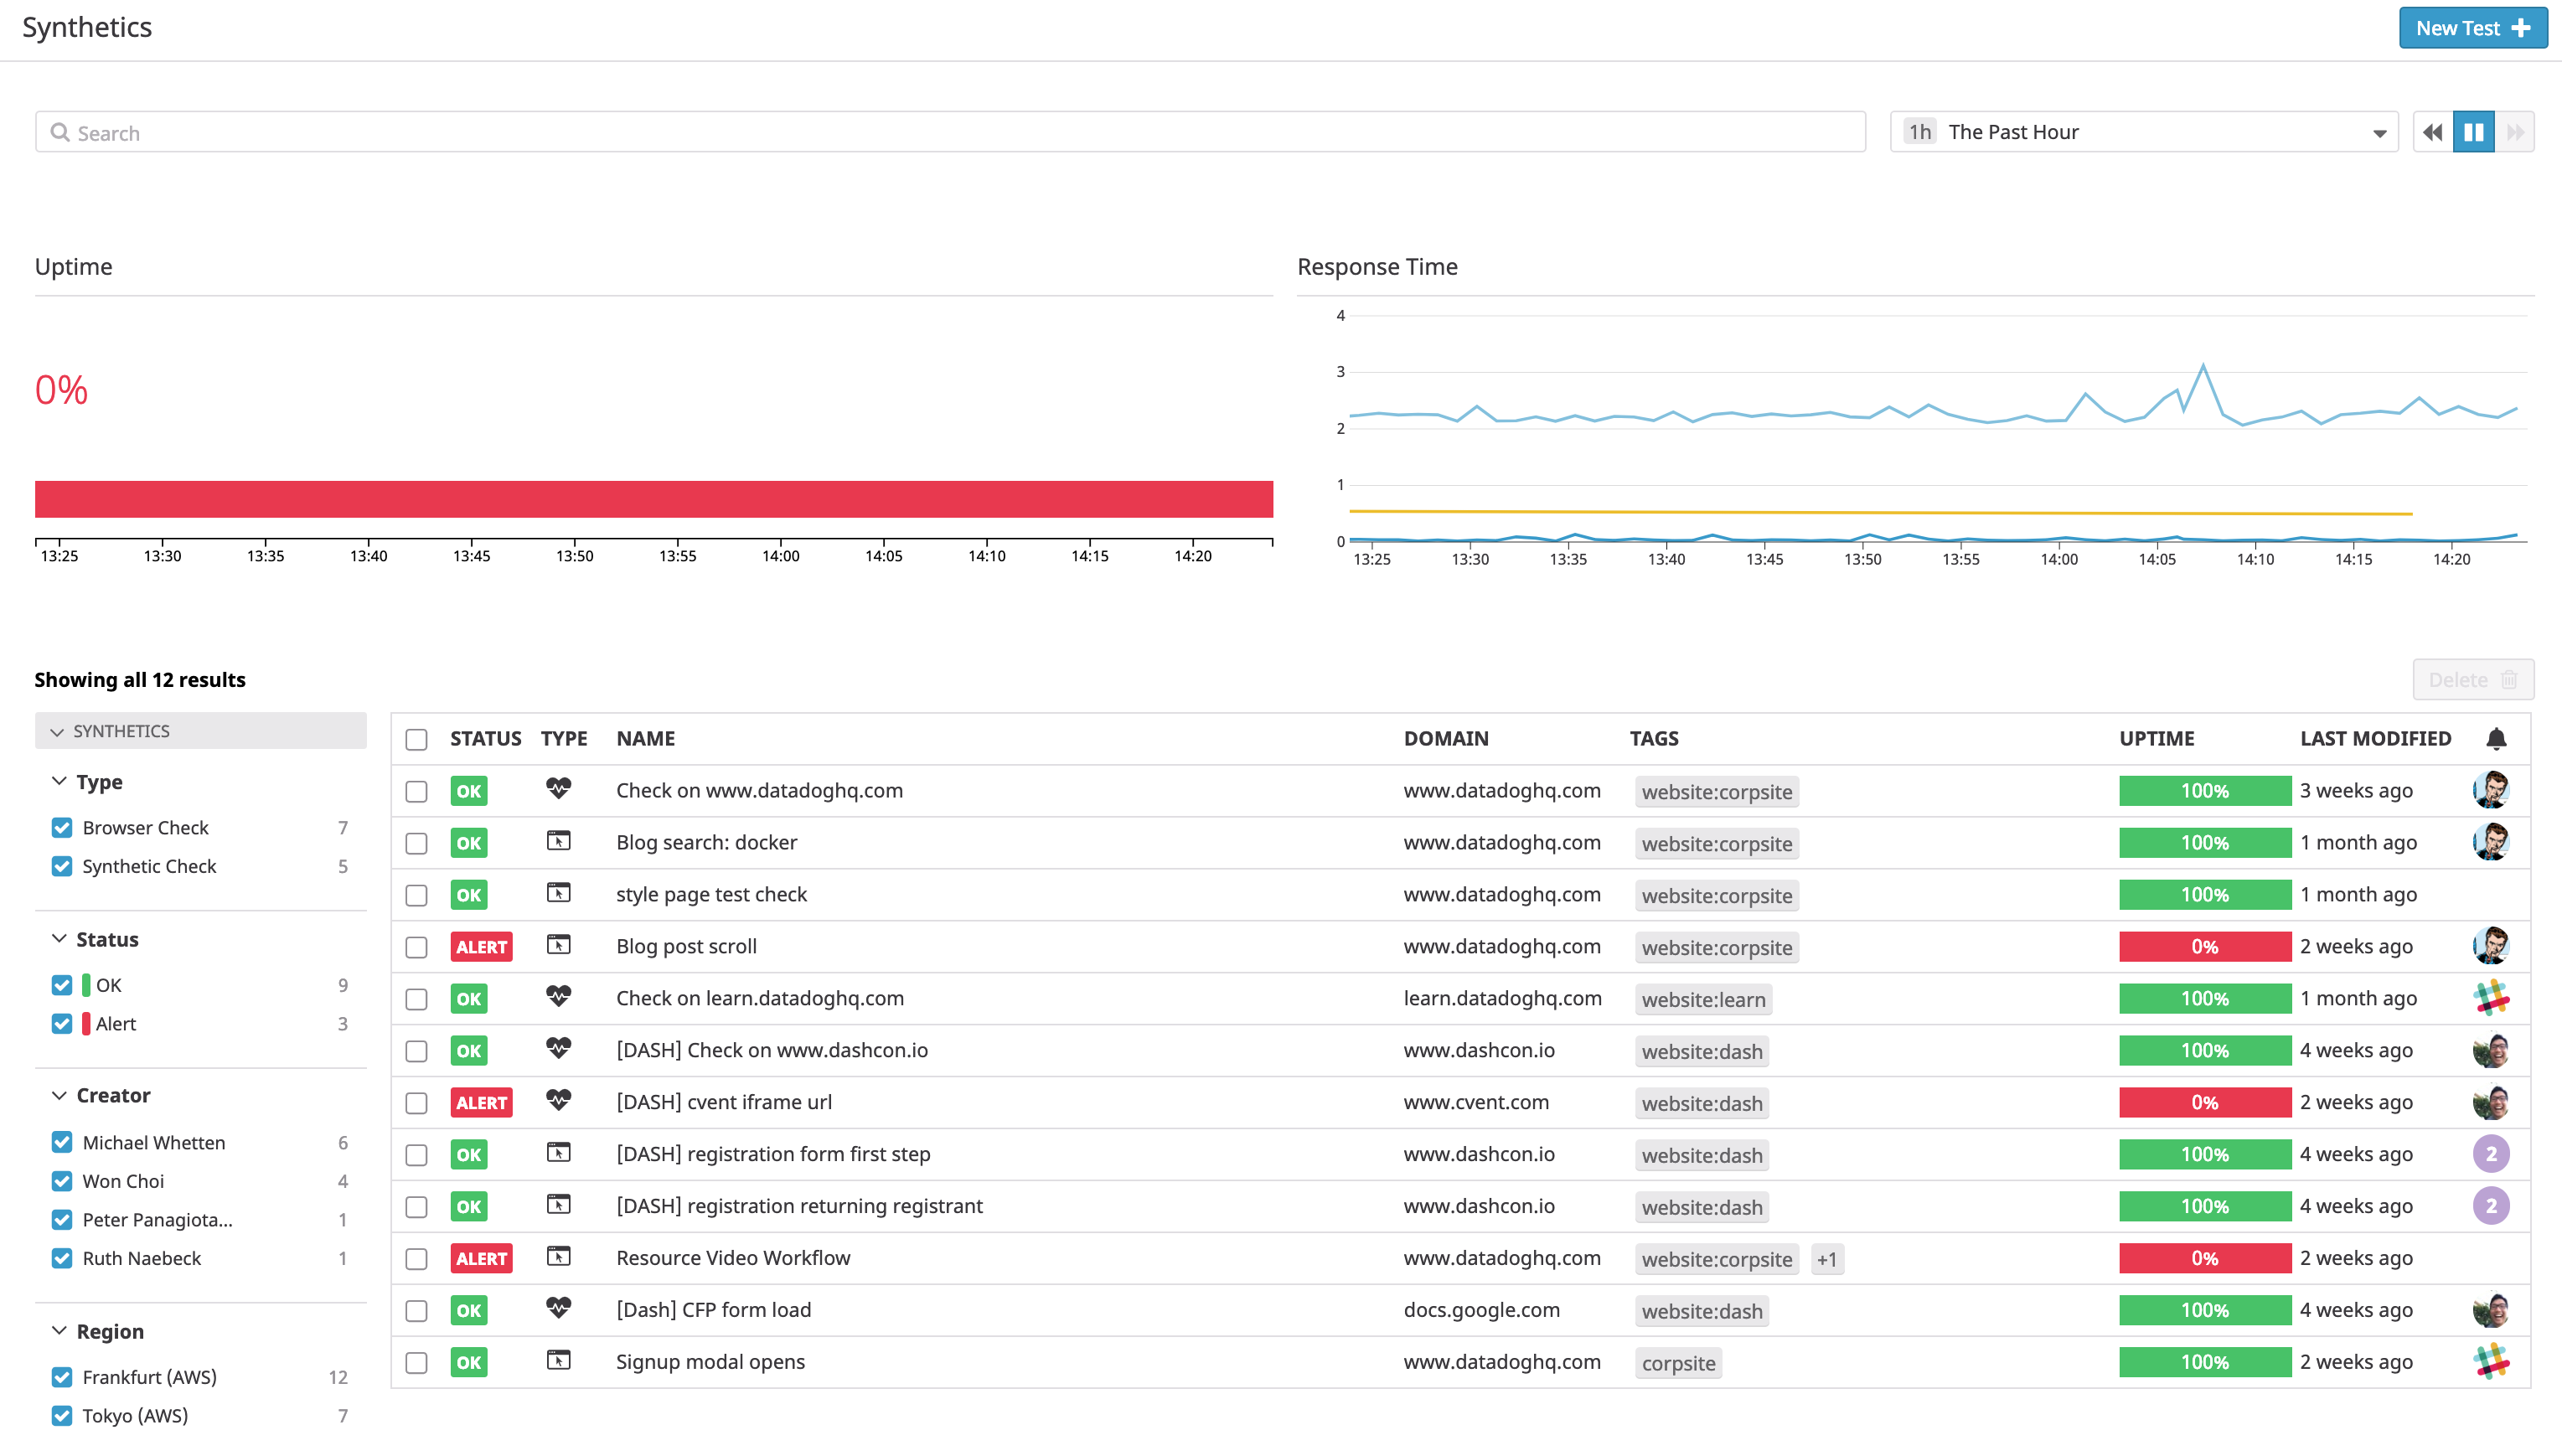 Synthetics
New Test
Search
1h The Past Hour
Uptime
0%
13:25 13:30 13:35 13:40 13:45 13:50 13:55 14:00 14:05 14:10 14:15 14:20
Response Time
4
3
2
1
0
13:25 13:30 13:35 13:40 13:45 13:50 13:55 14:00 14:05 14:10 14:15 14:20
Showing all 12 results
Delete
SYNTHETICS
Type
Browser Check 7
Synthetic Check 5
Status
OK 9
Alert 3
Creator
Michael Whetten 6
Won Choi 4
Peter Panagiota... 1
Ruth Naebeck 1
Region
Frankfurt (AWS) 12
Tokyo (AWS) 7
STATUS TYPE NAME DOMAIN TAGS UPTIME LAST MODIFIED
OK Check on www.datadoghq.com www.datadoghq.com website:corpsite 100% 3 weeks ago
OK Blog search: docker www.datadoghq.com website:corpsite 100% 1 month ago
OK style page test check www.datadoghq.com website:corpsite 100% 1 month ago
ALERT Blog post scroll www.datadoghq.com website:corpsite 0% 2 weeks ago
OK Check on learn.datadoghq.com learn.datadoghq.com website:learn 100% 1 month ago
OK [DASH] Check on www.dashcon.io www.dashcon.io website:dash 100% 4 weeks ago
ALERT [DASH] cvent iframe url www.cvent.com website:dash 0% 2 weeks ago
OK [DASH] registration form first step www.dashcon.io website:dash 100% 4 weeks ago 2
OK [DASH] registration returning registrant www.dashcon.io website:dash 100% 4 weeks ago 2
ALERT Resource Video Workflow www.datadoghq.com website:corpsite +1 0% 2 weeks ago
OK [Dash] CFP form load docs.google.com website:dash 100% 4 weeks ago
OK Signup modal opens www.datadoghq.com corpsite 100% 2 weeks ago